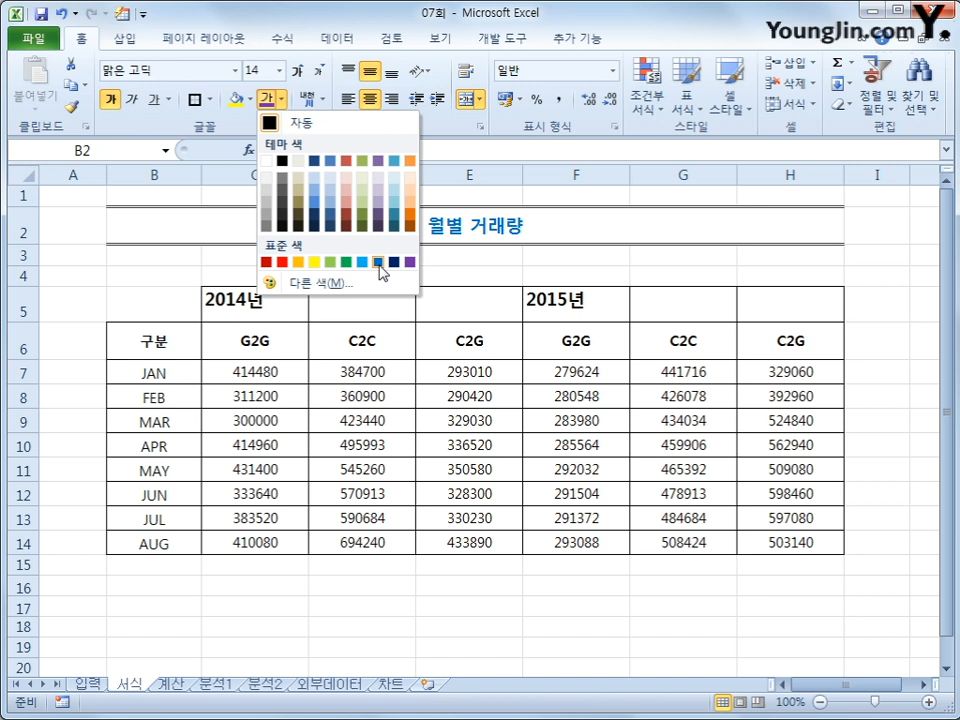 07회 - Microsoft Excel
Younglin.com Y.
파일 홈 삽입 페이지 레이아웃 수식 데이터 검토 보기 개발 도구 추가 기능
붙여넣기
클립보드
맑은 고딕 14
가 가 가 가
글꼴
일반
% ,
표시 형식
조건부 서식 표 서식 셀 스타일
스타일
삽입
삭제
서식
셀
Σ
정렬 및 필터 찾기 및 선택
편집
B2 fx
자동
테마 색
표준 색
다른 색(M)...
A B C E F G H I
1
2 월별 거래량
3
4
5 2014년 2015년
6 구분 G2G C2C C2G G2G C2C C2G
7 JAN 414480 384700 293010 279624 441716 329060
8 FEB 311200 360900 290420 280548 426078 392960
9 MAR 300000 423440 329030 283980 434034 524840
10 APR 414960 495993 336520 285564 459906 562940
11 MAY 431400 545260 350580 292032 465392 509080
12 JUN 333640 570913 328300 291504 478913 598460
13 JUL 383520 590684 330230 291372 484684 597080
14 AUG 410080 694240 433890 293088 508424 503140
15
16
17
18
19
20
입력 서식 계산 분석1 분석2 외부데이터 차트
준비 100%